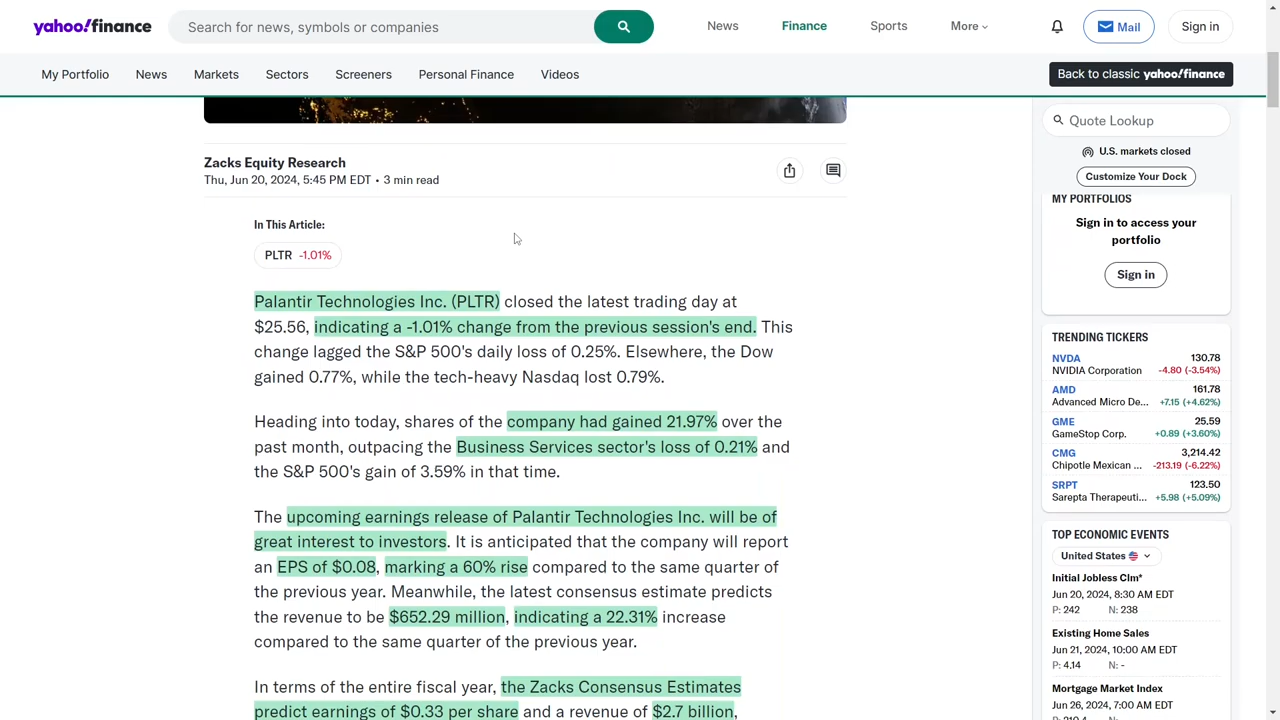 yahoo!finance
Search for news, symbols or companies
News
Finance
Sports
More
Mail
Sign in
My Portfolio
News
Markets
Sectors
Screeners
Personal Finance
Videos
Back to classic yahoo!finance
Zacks Equity Research
Thu, Jun 20, 2024, 5:45 PM EDT • 3 min read
In This Article:
PLTR -1.01%
Palantir Technologies Inc. (PLTR) closed the latest trading day at
$25.56, indicating a -1.01% change from the previous session's end. This
change lagged the S&P 500's daily loss of 0.25%. Elsewhere, the Dow
gained 0.77%, while the tech-heavy Nasdaq lost 0.79%.
Heading into today, shares of the company had gained 21.97% over the
past month, outpacing the Business Services sector's loss of 0.21% and
the S&P 500's gain of 3.59% in that time.
The upcoming earnings release of Palantir Technologies Inc. will be of
great interest to investors. It is anticipated that the company will report
an EPS of $0.08, marking a 60% rise compared to the same quarter of
the previous year. Meanwhile, the latest consensus estimate predicts
the revenue to be $652.29 million, indicating a 22.31% increase
compared to the same quarter of the previous year.
In terms of the entire fiscal year, the Zacks Consensus Estimates
predict earnings of $0.33 per share and a revenue of $2.7 billion,
Quote Lookup
U.S. markets closed
Customize Your Dock
MY PORTFOLIOS
Sign in to access your
portfolio
Sign in
TRENDING TICKERS
NVDA 130.78
NVIDIA Corporation -4.80 (-3.54%)
AMD 161.78
Advanced Micro De... +7.15 (+4.62%)
GME 25.59
GameStop Corp. +0.89 (+3.60%)
CMG 3,214.42
Chipotle Mexican ... -213.19 (-6.22%)
SRPT 123.50
Sarepta Therapeuti... +5.98 (+5.09%)
TOP ECONOMIC EVENTS
United States
Initial Jobless Clm*
Jun 20, 2024, 8:30 AM EDT
P: 242 N: 238
Existing Home Sales
Jun 21, 2024, 10:00 AM EDT
P: 4.14 N: -
Mortgage Market Index
Jun 26, 2024, 7:00 AM EDT